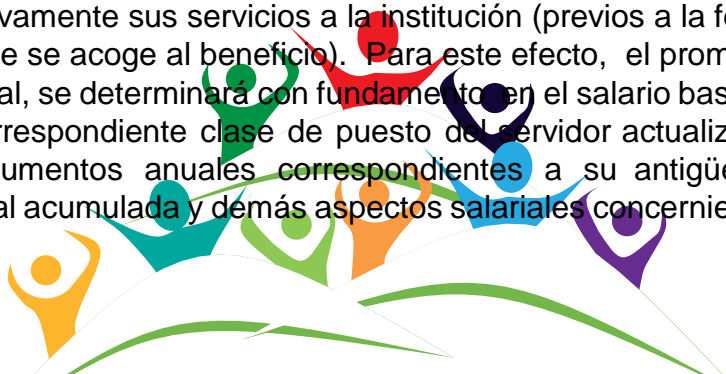 vamente sus servicios a la institución (previos a la fe
e se acoge al beneficio). Para este efecto, el prom
al, se determinará con fundamento en el salario bas
rrespondiente clase de puesto del servidor actualiz
umentos anuales correspondientes a su antigüe
al acumulada y demás aspectos salariales concernie